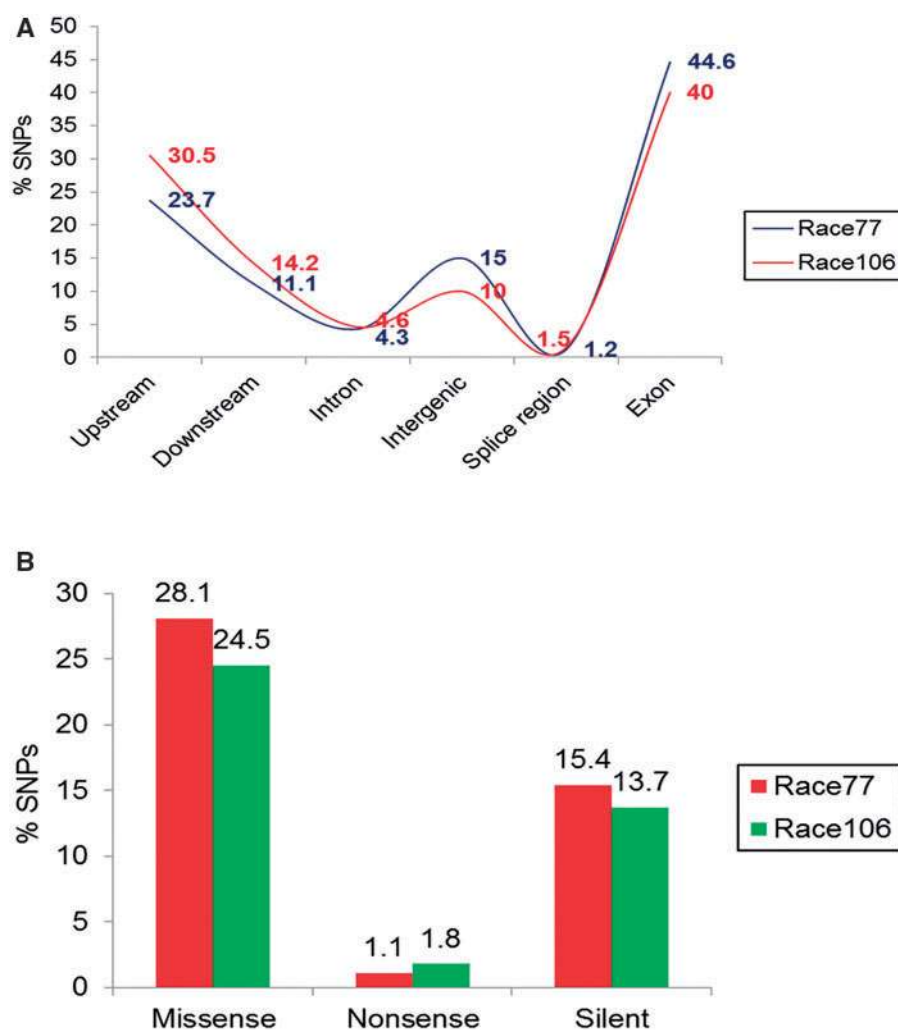 A
50
45
40
35
30
25
20
15
10
5
0
% SNPs
44.6
40
30.5
23.7
14.2
11.1
15
10
4.6
4.3
1.5
1.2
Race77
Race106
Upstream
Downstream
Intron
Intergenic
Splice region
Exon
B
30
25
20
15
10
5
0
% SNPs
28.1
24.5
1.1
1.8
15.4
13.7
Race77
Race106
Missense
Nonsense
Silent